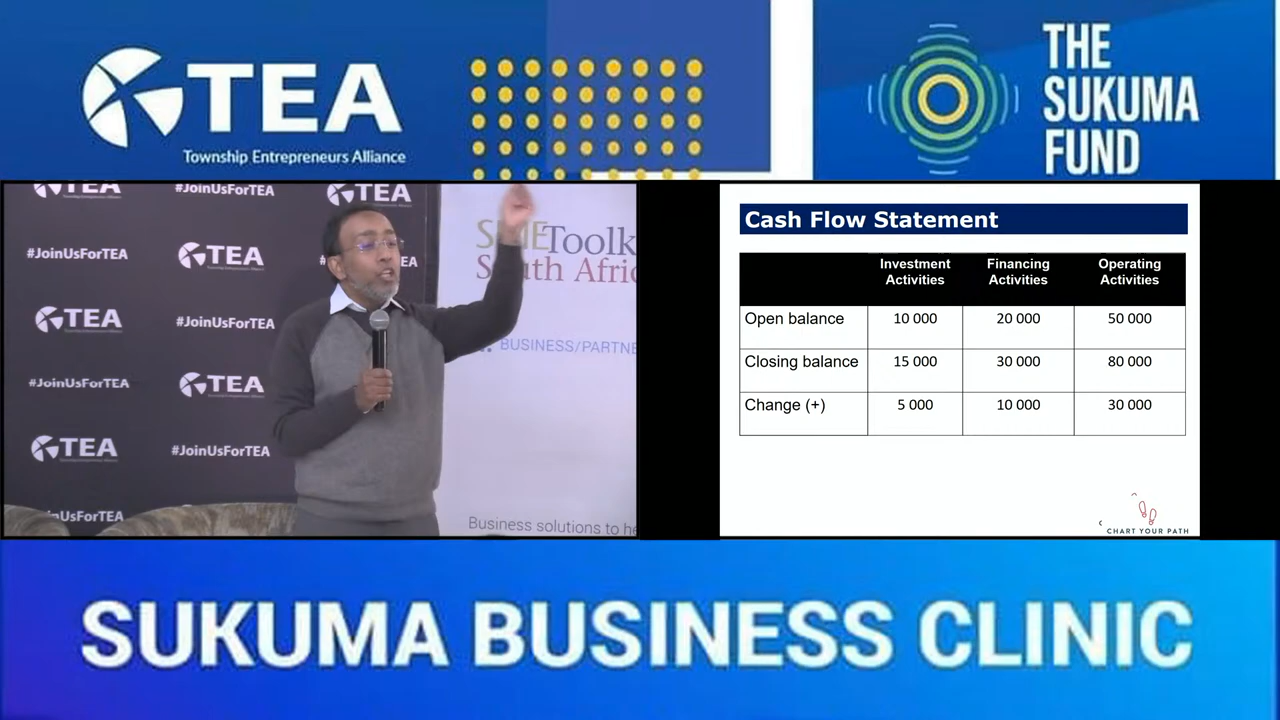 TEA
Township Entrepreneurs Alliance
THE
SUKUMA
FUND
TEA
#JoinUsForTEA
TEA
#JoinUsForTEA
TEA
TEA
#JoinUsForTEA
#JoinUsForTEA
TEA
TEA
#JoinUsForTEA
SMEToolk
South Afric
BUSINESS/PARTNE
Business solutions to he
Cash Flow Statement
Investment Activities
Financing Activities
Operating Activities
Open balance 10 000 20 000 50 000
Closing balance 15 000 30 000 80 000
Change (+) 5 000 10 000 30 000
CHART YOUR PATH
SUKUMA BUSINESS CLINIC